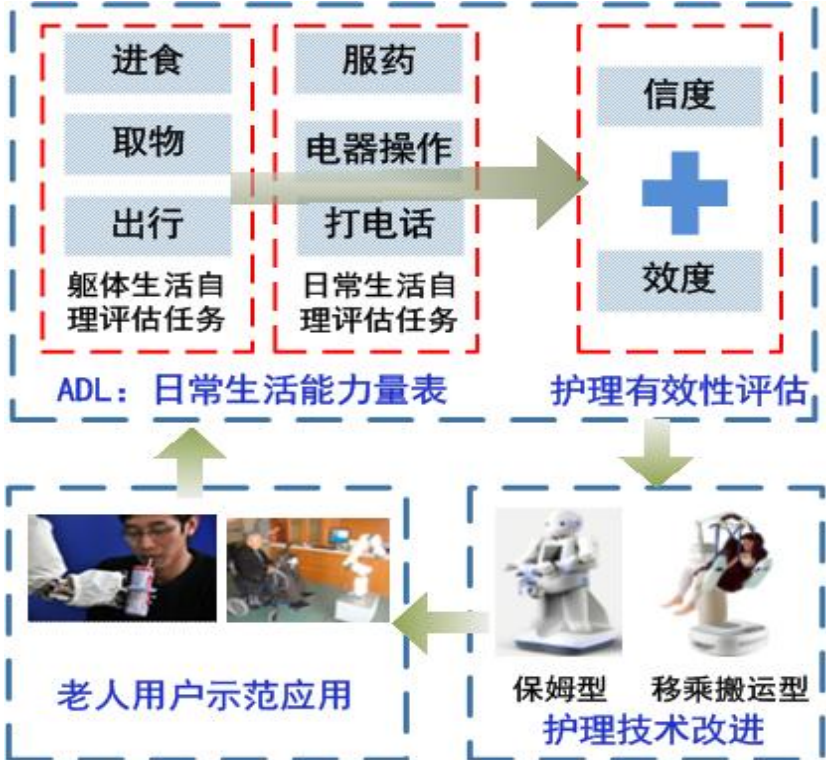 进食
取物
出行
躯体生活自
理评估任务
服药
电器操作
打电话
日常生活自
理评估任务
信度
效度
ADL：日常生活能力量表
护理有效性评估
老人用户示范应用
保姆型
移乘搬运型
护理技术改进